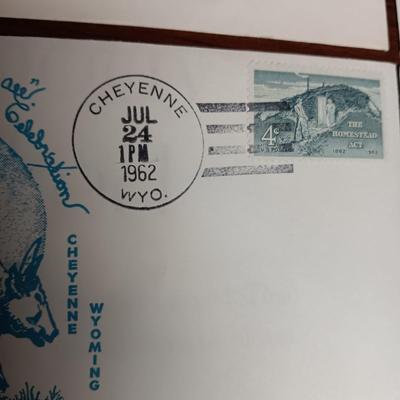 CHEYENNE
JUL
24
1 PM
1962
WYO.
4¢
U.S. POSTAGE
THE
HOMESTEAD
ACT
1862 1962
Celebration
CHEYENNE
WYOMING